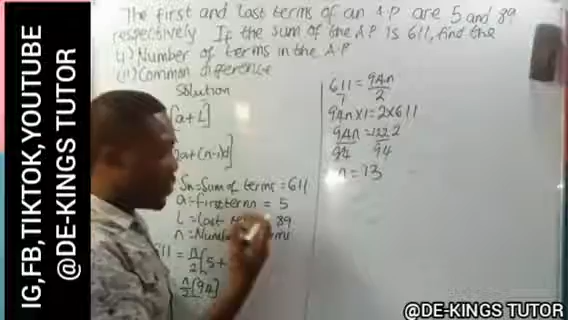 The first and last terms of an A.P are 5 and 89
respectively. If the sum of the A.P is 611, find the
i) Number of terms in the A.P
(ii) Common difference
Solution
[a+L]
2a+(n-1)d]
Sn=Sum of terms = 611
a=first term = 5
L = Last 89
n = Number
611 = n/2[5+
n/2[94]
611/1 = 94n/2
94n×1=2×611
94n/94 = 1222/94
n = 13
IG,FB,TIKTOK,YOUTUBE
@DE-KINGS TUTOR
@DE-KINGS TUTOR